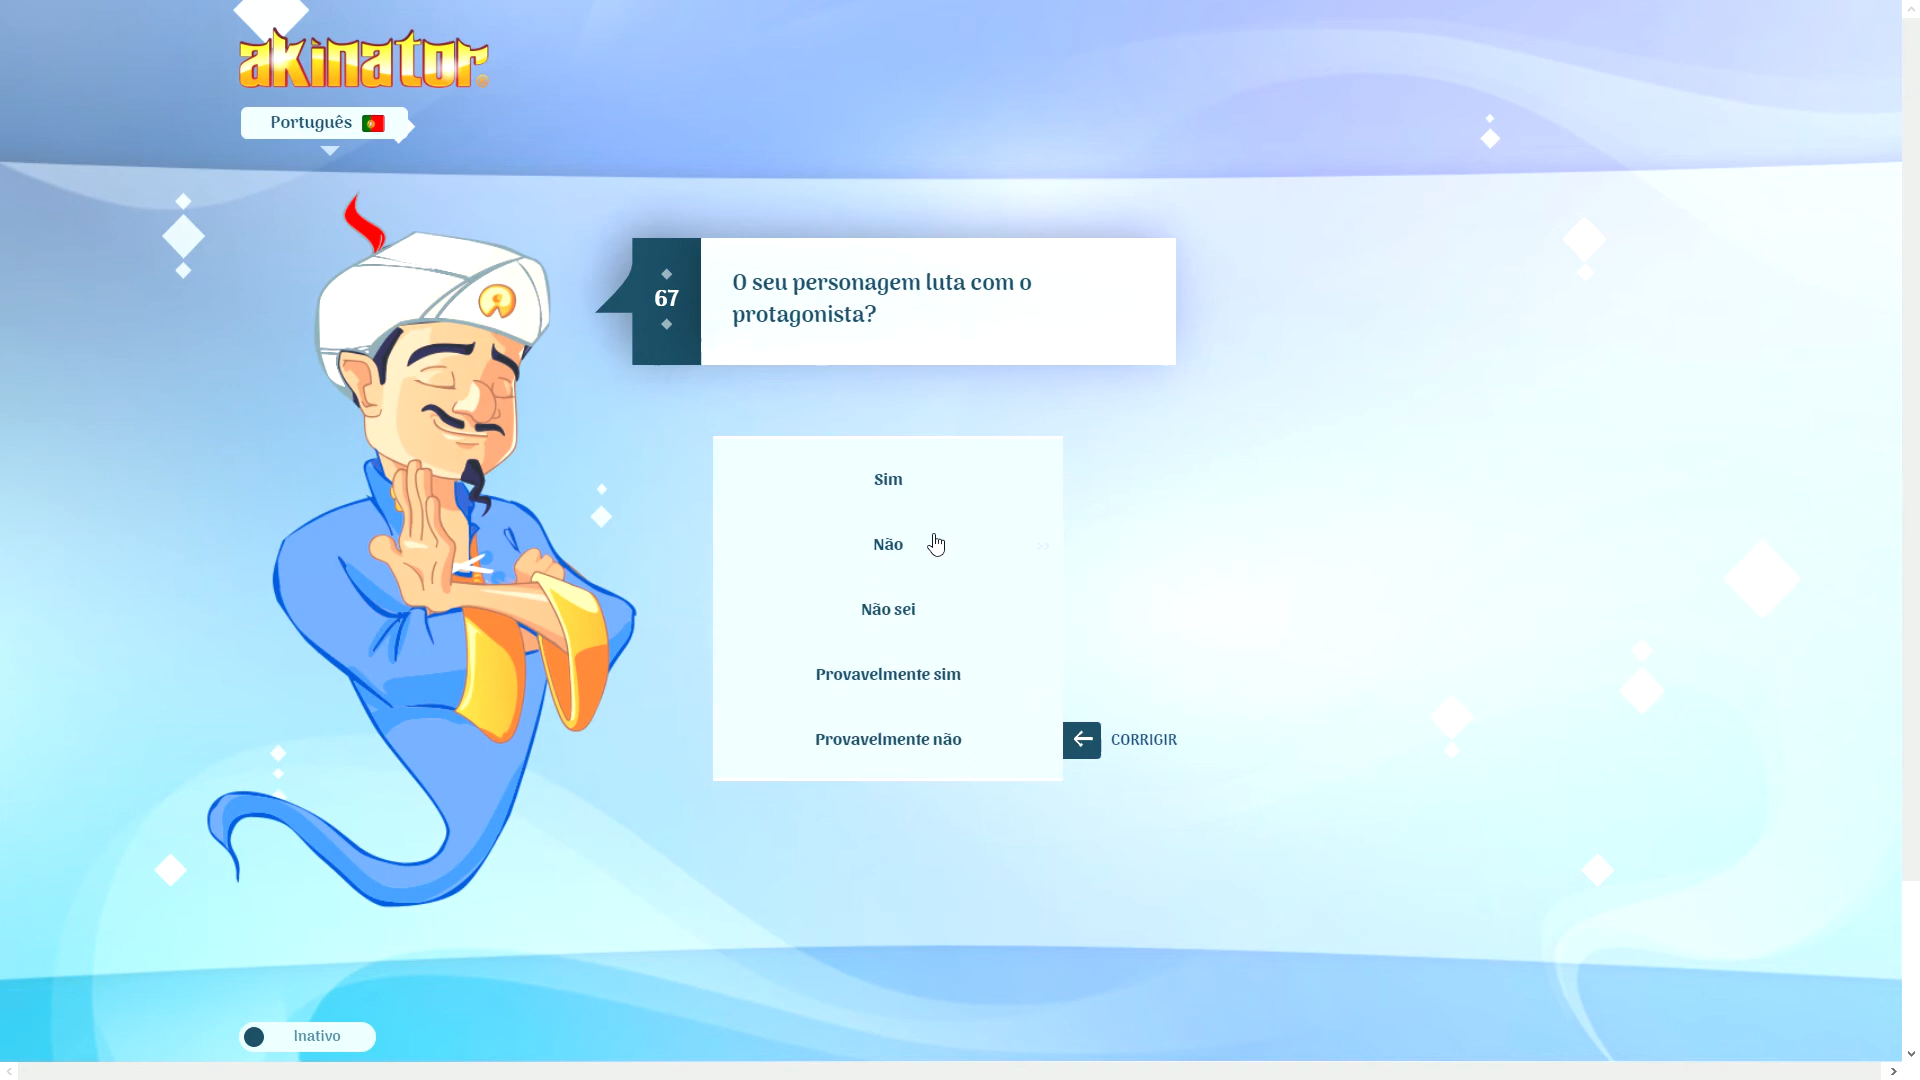 akinator
Português
67
O seu personagem luta com o
protagonista?
Sim
Não
Não sei
Provavelmente sim
Provavelmente não
CORRIGIR
Inativo